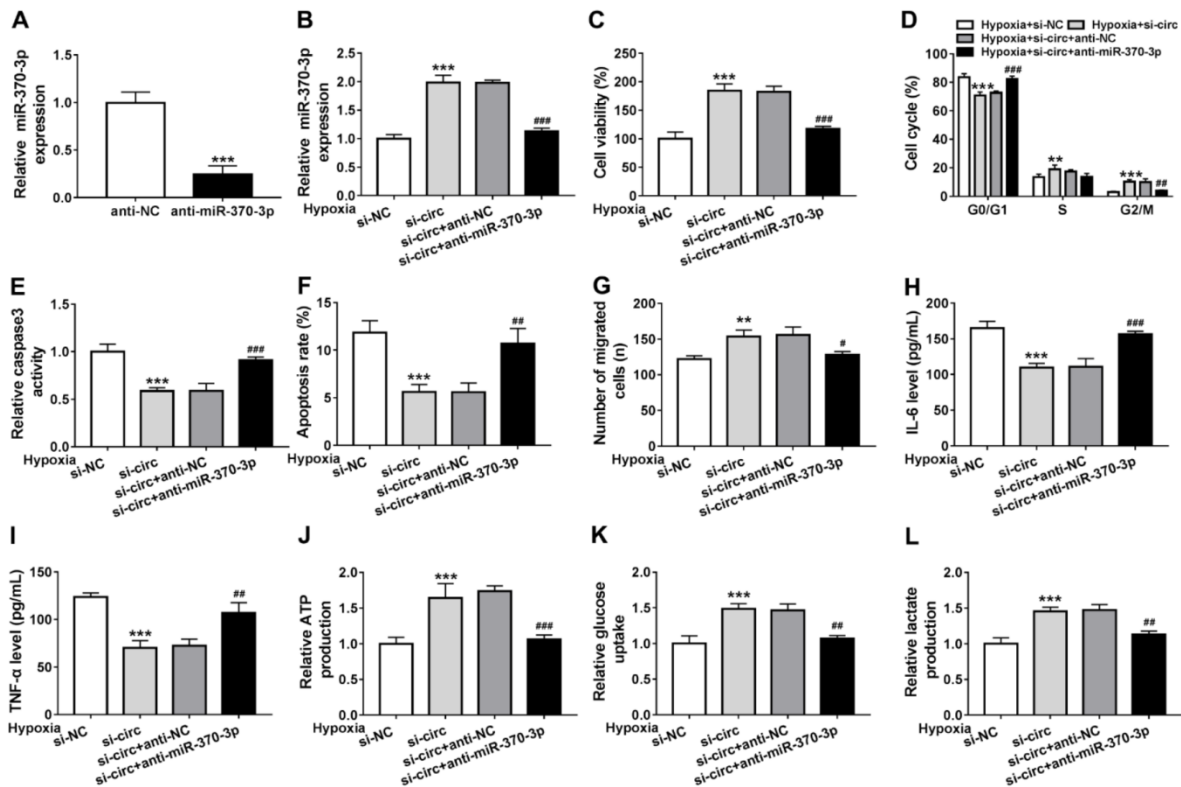 A
Relative miR-370-3p
expression
1.5
1.0
0.5
0.0
***
anti-NC anti-miR-370-3p
B
Relative miR-370-3p
expression
2.5
2.0
1.5
1.0
0.5
0.0
***
###
Hypoxia
si-NC
si-circ
si-circ+anti-NC
si-circ+anti-miR-370-3p
C
Cell viability (%)
250
200
150
100
50
0
***
###
si-NC
si-circ
si-circ+anti-NC
si-circ+anti-miR-370-3p
D
Hypoxia+si-NC Hypoxia+si-circ
Hypoxia+si-circ+anti-NC
Hypoxia+si-circ+anti-miR-370-3p
Cell cycle (%)
100
80
60
40
20
0
***
###
**
***
##
G0/G1 S G2/M
E
Relative caspase3
activity
1.5
1.0
0.5
0.0
***
###
Hypoxia
si-NC
si-circ
si-circ+anti-NC
si-circ+anti-miR-370-3p
F
Apoptosis rate (%)
15
10
5
0
***
##
Hypoxia
si-NC
si-circ
si-circ+anti-NC
si-circ+anti-miR-370-3p
G
Number of migrated
cells (n)
200
150
100
50
0
**
#
Hypoxia
si-NC
si-circ
si-circ+anti-NC
si-circ+anti-miR-370-3p
H
IL-6 level (pg/mL)
200
150
100
50
0
***
###
Hypoxia
si-NC
si-circ
si-circ+anti-NC
si-circ+anti-miR-370-3p
I
TNF-α level (pg/mL)
150
100
50
0
***
##
Hypoxia
si-NC
si-circ
si-circ+anti-NC
si-circ+anti-miR-370-3p
J
Relative ATP
production
2.0
1.5
1.0
0.5
0.0
***
###
Hypoxia
si-NC
si-circ
si-circ+anti-NC
si-circ+anti-miR-370-3p
K
Relative glucose
uptake
2.0
1.5
1.0
0.5
0.0
***
##
Hypoxia
si-NC
si-circ
si-circ+anti-NC
si-circ+anti-miR-370-3p
L
Relative lactate
production
2.0
1.5
1.0
0.5
0.0
***
##
Hypoxia
si-NC
si-circ
si-circ+anti-NC
si-circ+anti-miR-370-3p